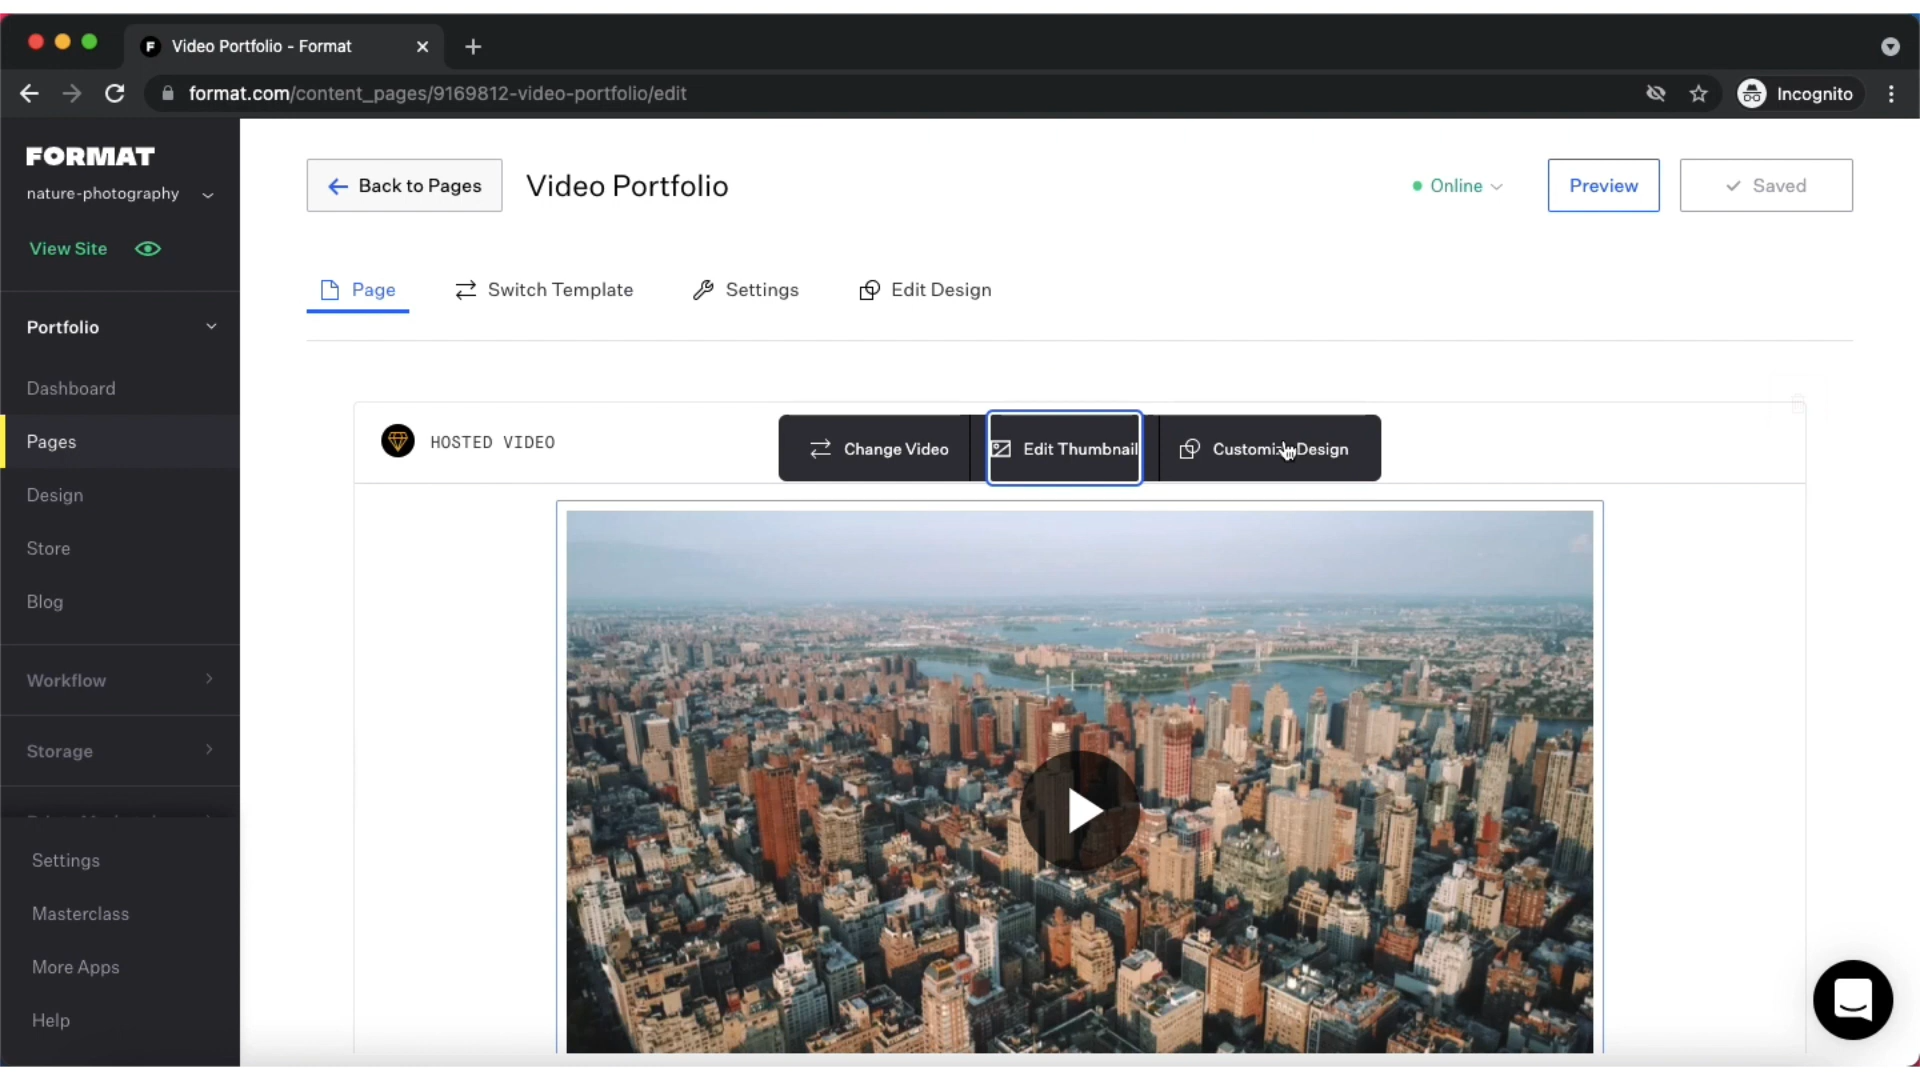 Video Portfolio - Format
format.com/content_pages/9169812-video-portfolio/edit
Incognito
FORMAT
nature-photography
View Site
Portfolio
Dashboard
Pages
Design
Store
Blog
Workflow
Storage
Settings
Masterclass
More Apps
Help
Back to Pages
Video Portfolio
Online
Preview
Saved
Page
Switch Template
Settings
Edit Design
HOSTED VIDEO
Change Video
Edit Thumbnail
Customize Design